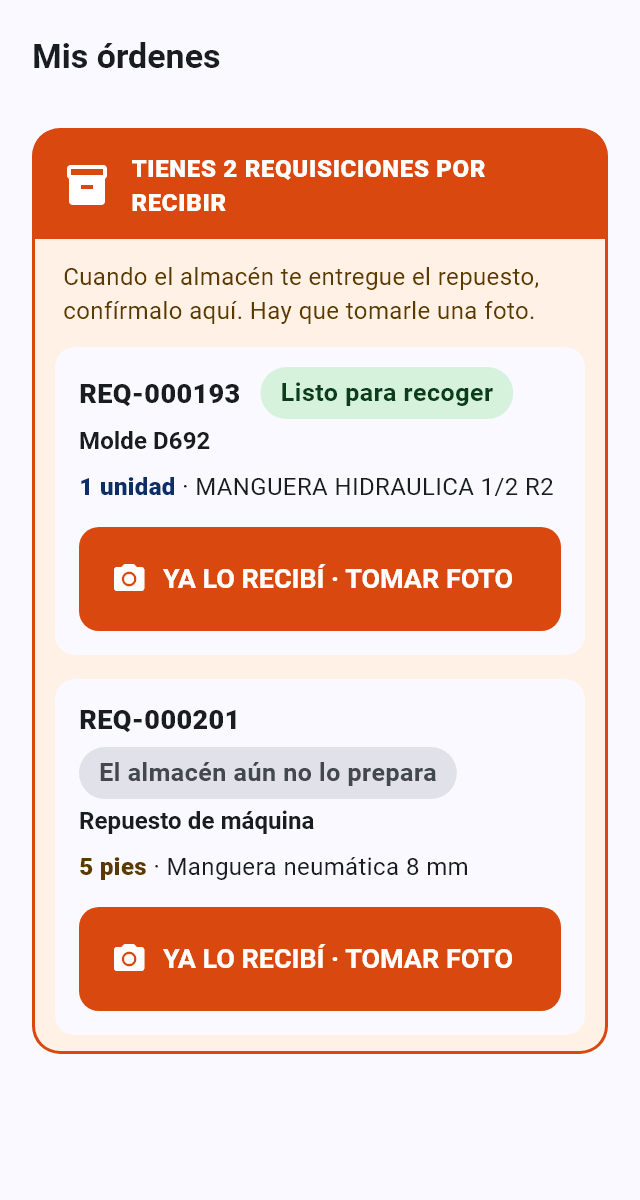 Mis órdenes
TIENES 2 REQUISICIONES POR
RECIBIR
Cuando el almacén te entregue el repuesto,
confírmalo aquí. Hay que tomarle una foto.
REQ-000193 Listo para recoger
Molde D692
1 unidad · MANGUERA HIDRAULICA 1/2 R2
YA LO RECIBÍ · TOMAR FOTO
REQ-000201
El almacén aún no lo prepara
Repuesto de máquina
5 pies · Manguera neumática 8 mm
YA LO RECIBÍ · TOMAR FOTO